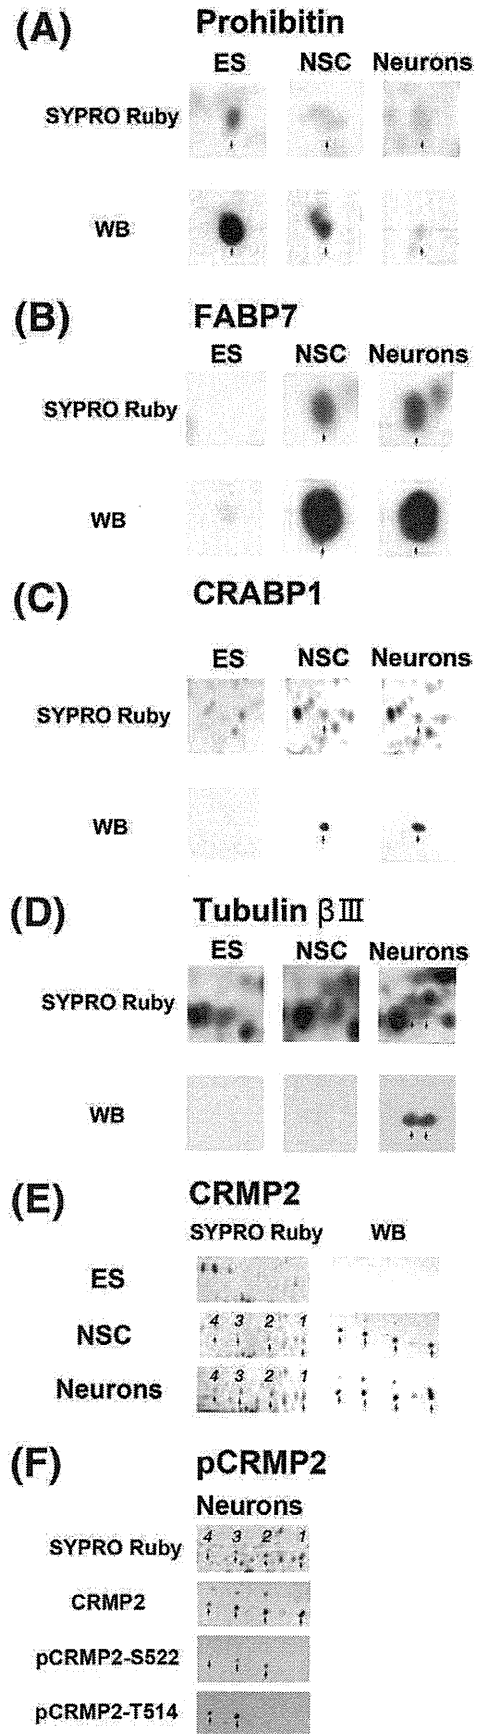 (A) Prohibitin
ES NSC Neurons
SYPRO Ruby
WB
(B) FABP7
ES NSC Neurons
SYPRO Ruby
WB
(C) CRABP1
ES NSC Neurons
SYPRO Ruby
WB
(D) Tubulin βⅢ
ES NSC Neurons
SYPRO Ruby
WB
(E) CRMP2
SYPRO Ruby WB
ES
4 3 2 1
NSC
4 3 2 1
Neurons
(F) pCRMP2
Neurons
4 3 2 1
SYPRO Ruby
CRMP2
pCRMP2-S522
pCRMP2-T514